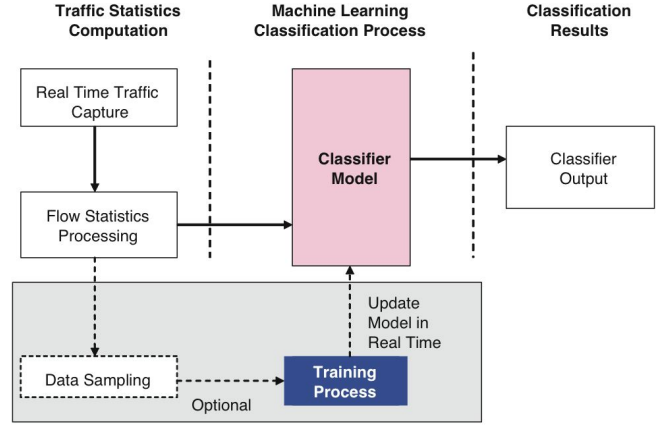 Traffic Statistics
Computation
Machine Learning
Classification Process
Classification
Results
Real Time Traffic
Capture
Flow Statistics
Processing
Classifier
Model
Classifier
Output
Update
Model in
Real Time
Data Sampling
Optional
Training
Process